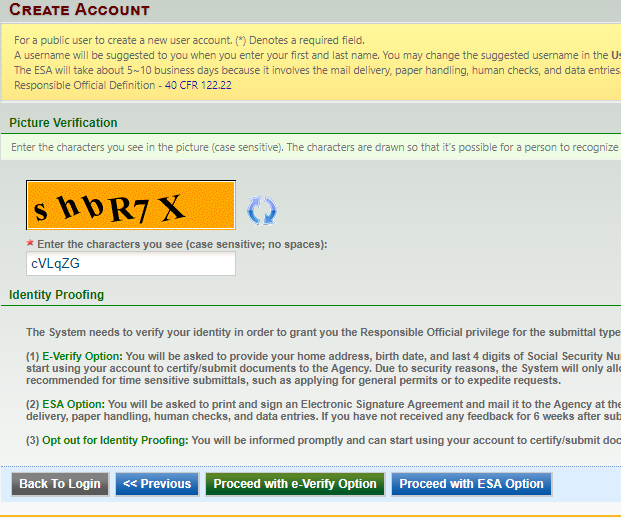 CREATE ACCOUNT
For a public user to create a new user account. (*) Denotes a required field.
A username will be suggested to you when you enter your first and last name. You may change the suggested username in the Us
The ESA will take about 5~10 business days because it involves the mail delivery, paper handling, human checks, and data entries.
Responsible Official Definition - 40 CFR 122.22
Picture Verification
Enter the characters you see in the picture (case sensitive). The characters are drawn so that it's possible for a person to recognize
shbR7X
* Enter the characters you see (case sensitive; no spaces):
cVLqZG
Identity Proofing
The System needs to verify your identity in order to grant you the Responsible Official privilege for the submittal type
(1) E-Verify Option: You will be asked to provide your home address, birth date, and last 4 digits of Social Security Nu
start using your account to certify/submit documents to the Agency. Due to security reasons, the System will only allo
recommended for time sensitive submittals, such as applying for general permits or to expedite requests.
(2) ESA Option: You will be asked to print and sign an Electronic Signature Agreement and mail it to the Agency at the
delivery, paper handling, human checks, and data entries. If you have not received any feedback for 6 weeks after sub
(3) Opt out for Identity Proofing: You will be informed promptly and can start using your account to certify/submit doc
Back To Login << Previous Proceed with e-Verify Option Proceed with ESA Option